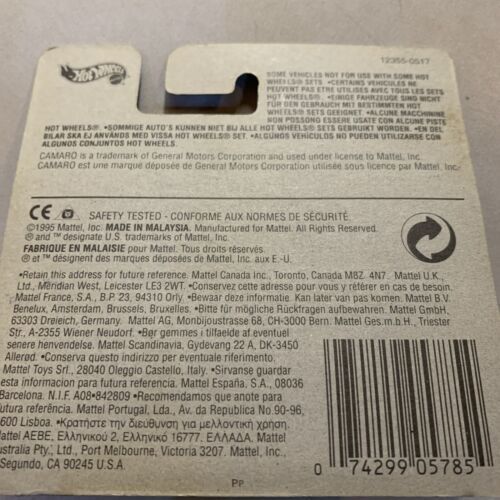 Hot Wheels
12355-0517
SOME VEHICLES NOT FOR USE WITH SOME HOT
WHEELS® SETS. •CERTAINS VEHICULES NE
PEUVENT PAS ETRE UTILISES AVEC TOUS LES SETS
HOT WHEELS®. •EINIGE FAHRZEUGE SIND NICHT
FÜR DEN GEBRAUCH MIT BESTIMMTEN HOT
WHEELS® SETS GEEIGNET. •ALCUNE MACCHININE
NON POSSONO ESSERE USATE CON ALCUNE PISTE
HOT WHEELS®. •SOMMIGE AUTO'S KUNNEN NIET BIJ ALLE HOT WHEELS® SETS GEBRUIKT WORDEN. •EN DEL
BILAR SKA EJ ANVÄNDS MED VISSA HOT WHEELS® SET. •ALGUNOS VEHÍCULOS NO PUEDEN UTILIZARSE CON
ALGUNOS CONJUNTOS HOT WHEELS.
CAMARO is a trademark of General Motors Corporation and used under license to Mattel, Inc.
CAMARO est une marque déposée de General Motors Corporation utilisée sous licence par Mattel, Inc.
CE SAFETY TESTED - CONFORME AUX NORMES DE SÉCURITÉ.
©1995 Mattel, Inc. MADE IN MALAYSIA. Manufactured for Mattel. All Rights Reserved.
® and ™ designate U.S. trademarks of Mattel, Inc.
FABRIQUÉ EN MALAISIE pour Mattel. Tous droits réservés.
® et ™ désignent des marques déposées de Mattel, Inc. aux É.-U.
•Retain this address for future reference. Mattel Canada Inc., Toronto, Canada M8Z 4N7. Mattel U.K.,
Ltd., Meridian West, Leicester LE3 2WT. •Conservez cette adresse pour vous y référer en cas de besoin.
Mattel France, S.A., B.P 23, 94310 Orly. •Bewaar deze informatie. Kan later van pas komen. Mattel B.V.
Benelux, Amsterdam, Brussels, Bruxelles. •Bitte für mögliche Rückfragen aufbewahren. Mattel GmbH,
63303 Dreieich, Germany. Mattel AG, Monbijoustrasse 68, CH-3000 Bern. Mattel Ges.m.b.H., Triester
Str, A-2355 Wiener Neudorf. •Bør gemmes i tilfælde af eventuel
senere henvendelse. Mattel Scandinavia, Gydevang 22 A, DK-3450
Allerød. •Conserva questo indirizzo per eventuale riferimento.
Mattel Toys Srl, 28040 Oleggio Castello, Italy. •Sirvanse guardar
esta informacion para futura referencia. Mattel España, S.A., 08036
Barcelona. N.I.F. A08•842809 •Recomendamos que anote para
futura referência. Mattel Portugal, Lda., Av. da Republica No 90-96,
1600 Lisboa. •Κρατήστε την διεύθυνση για μελλοντική χρήση.
Mattel AEBE, Ελληνικού 2, Ελληνικό 16777. ΕΛΛΑΔΑ. Mattel
Australia Pty., Ltd., Port Melbourne, Victoria 3207. Mattel, Inc.,
Segundo, CA 90245 U.S.A.
0 74299 05785
PP